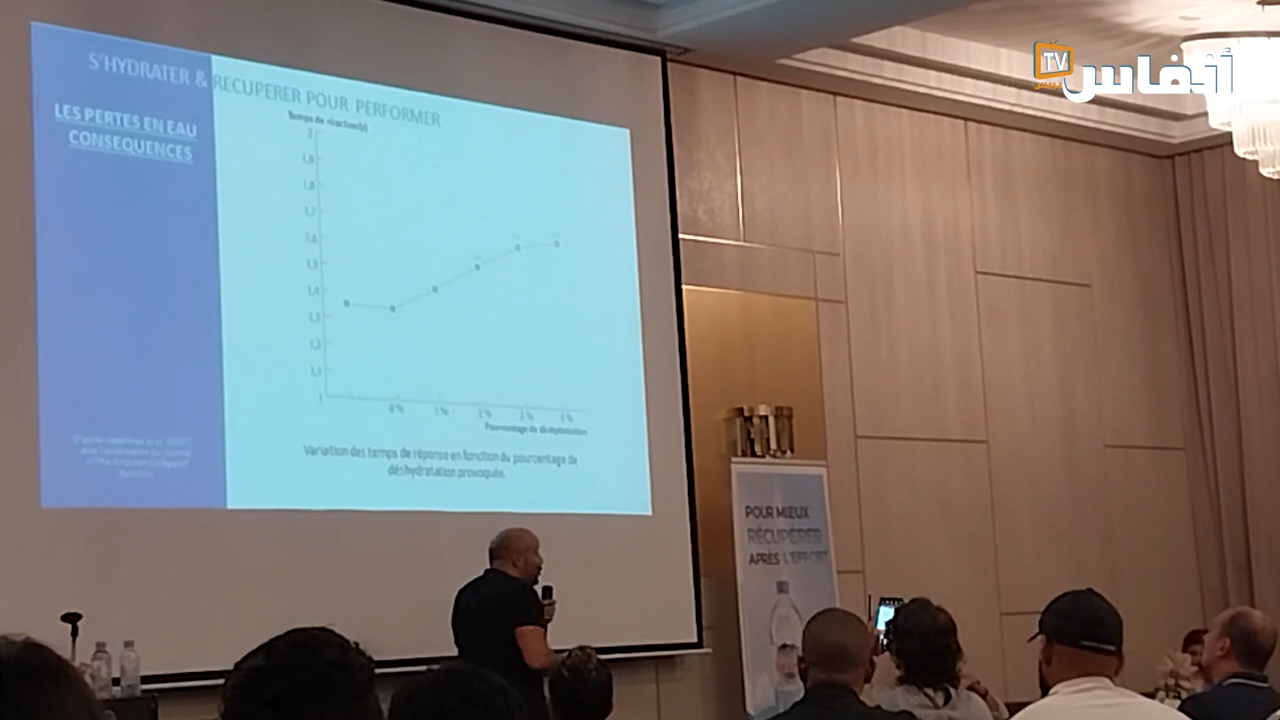 S'HYDRATER & RECUPERER POUR PERFORMER
LES PERTES EN EAU
CONSEQUENCES
Temps de réaction(s)
2
1,9
1,8
1,7
1,6
1,5
1,4
1,3
1,2
1,1
1
0% 1% 2% 3% 4%
Pourcentage de déshydratation
Variation des temps de réponse en fonction du pourcentage de
déshydratation provoquée.
POUR MIEUX
RÉCUPÉRER
APRÈS L'EFFORT
TV
أنفاس